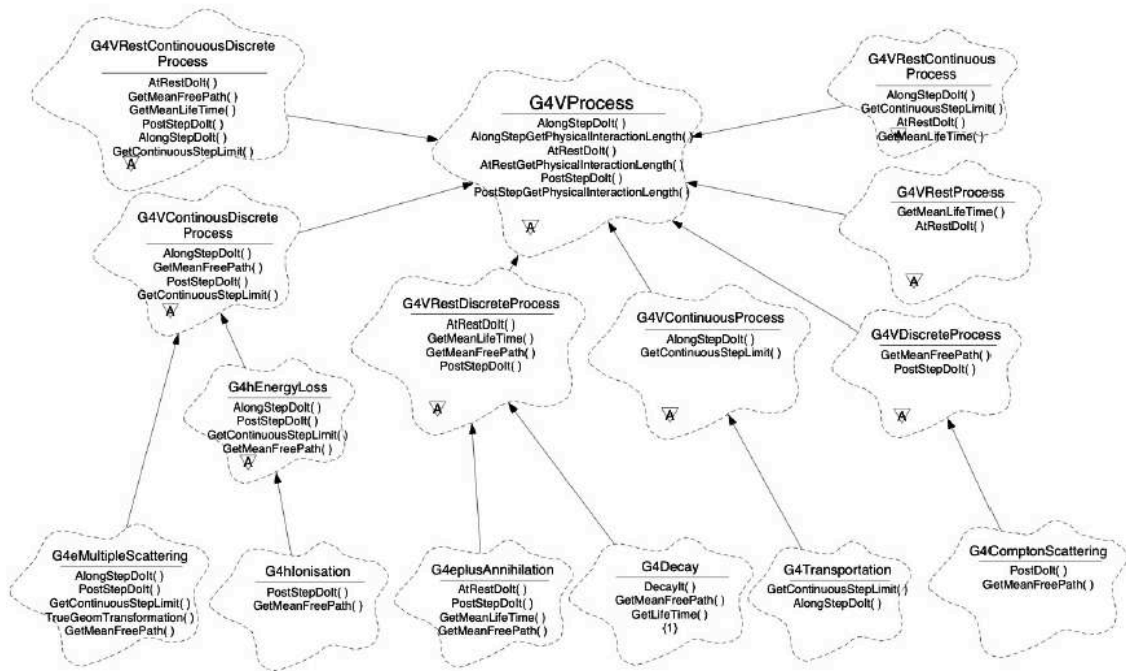 G4VRestContinouousDiscrete
Process
AtRestDoIt( )
GetMeanFreePath( )
GetMeanLifeTime( )
PostStepDoIt( )
AlongStepDoIt( )
GetContinuousStepLimit( )
A
G4VProcess
AlongStepDoIt( )
AlongStepGetPhysicalInteractionLength( )
AtRestDoIt( )
AtRestGetPhysicalInteractionLength( )
PostStepDoIt( )
PostStepGetPhysicalInteractionLength( )
A
G4VRestContinuous
Process
AlongStepDoIt( )
GetContinuousStepLimit( )
AtRestDoIt( )
GetMeanLifeTime( )
A
G4VContinousDiscrete
Process
AlongStepDoIt( )
GetMeanFreePath( )
PostStepDoIt( )
GetContinuousStepLimit( )
A
G4VRestProcess
GetMeanLifeTime( )
AtRestDoIt( )
A
G4VRestDiscreteProcess
AtRestDoIt( )
GetMeanLifeTime( )
GetMeanFreePath( )
PostStepDoIt( )
A
G4VContinuousProcess
AlongStepDoIt( )
GetContinuousStepLimit( )
A
G4VDiscreteProcess
GetMeanFreePath( )
PostStepDoIt( )
A
G4hEnergyLoss
AlongStepDoIt( )
PostStepDoIt( )
GetContinuousStepLimit( )
GetMeanFreePath( )
A
G4eMultipleScattering
AlongStepDoIt( )
PostStepDoIt( )
GetContinuousStepLimit( )
TrueGeomTransformation( )
GetMeanFreePath( )
G4hIonisation
PostStepDoIt( )
GetMeanFreePath( )
G4eplusAnnihilation
AtRestDoIt( )
PostStepDoIt( )
GetMeanLifeTime( )
GetMeanFreePath( )
G4Decay
DecayIt( )
GetMeanFreePath( )
GetLifeTime( )
{1}
G4Transportation
GetContinuousStepLimit( )
AlongStepDoIt( )
G4ComptonScattering
PostDoIt( )
GetMeanFreePath( )